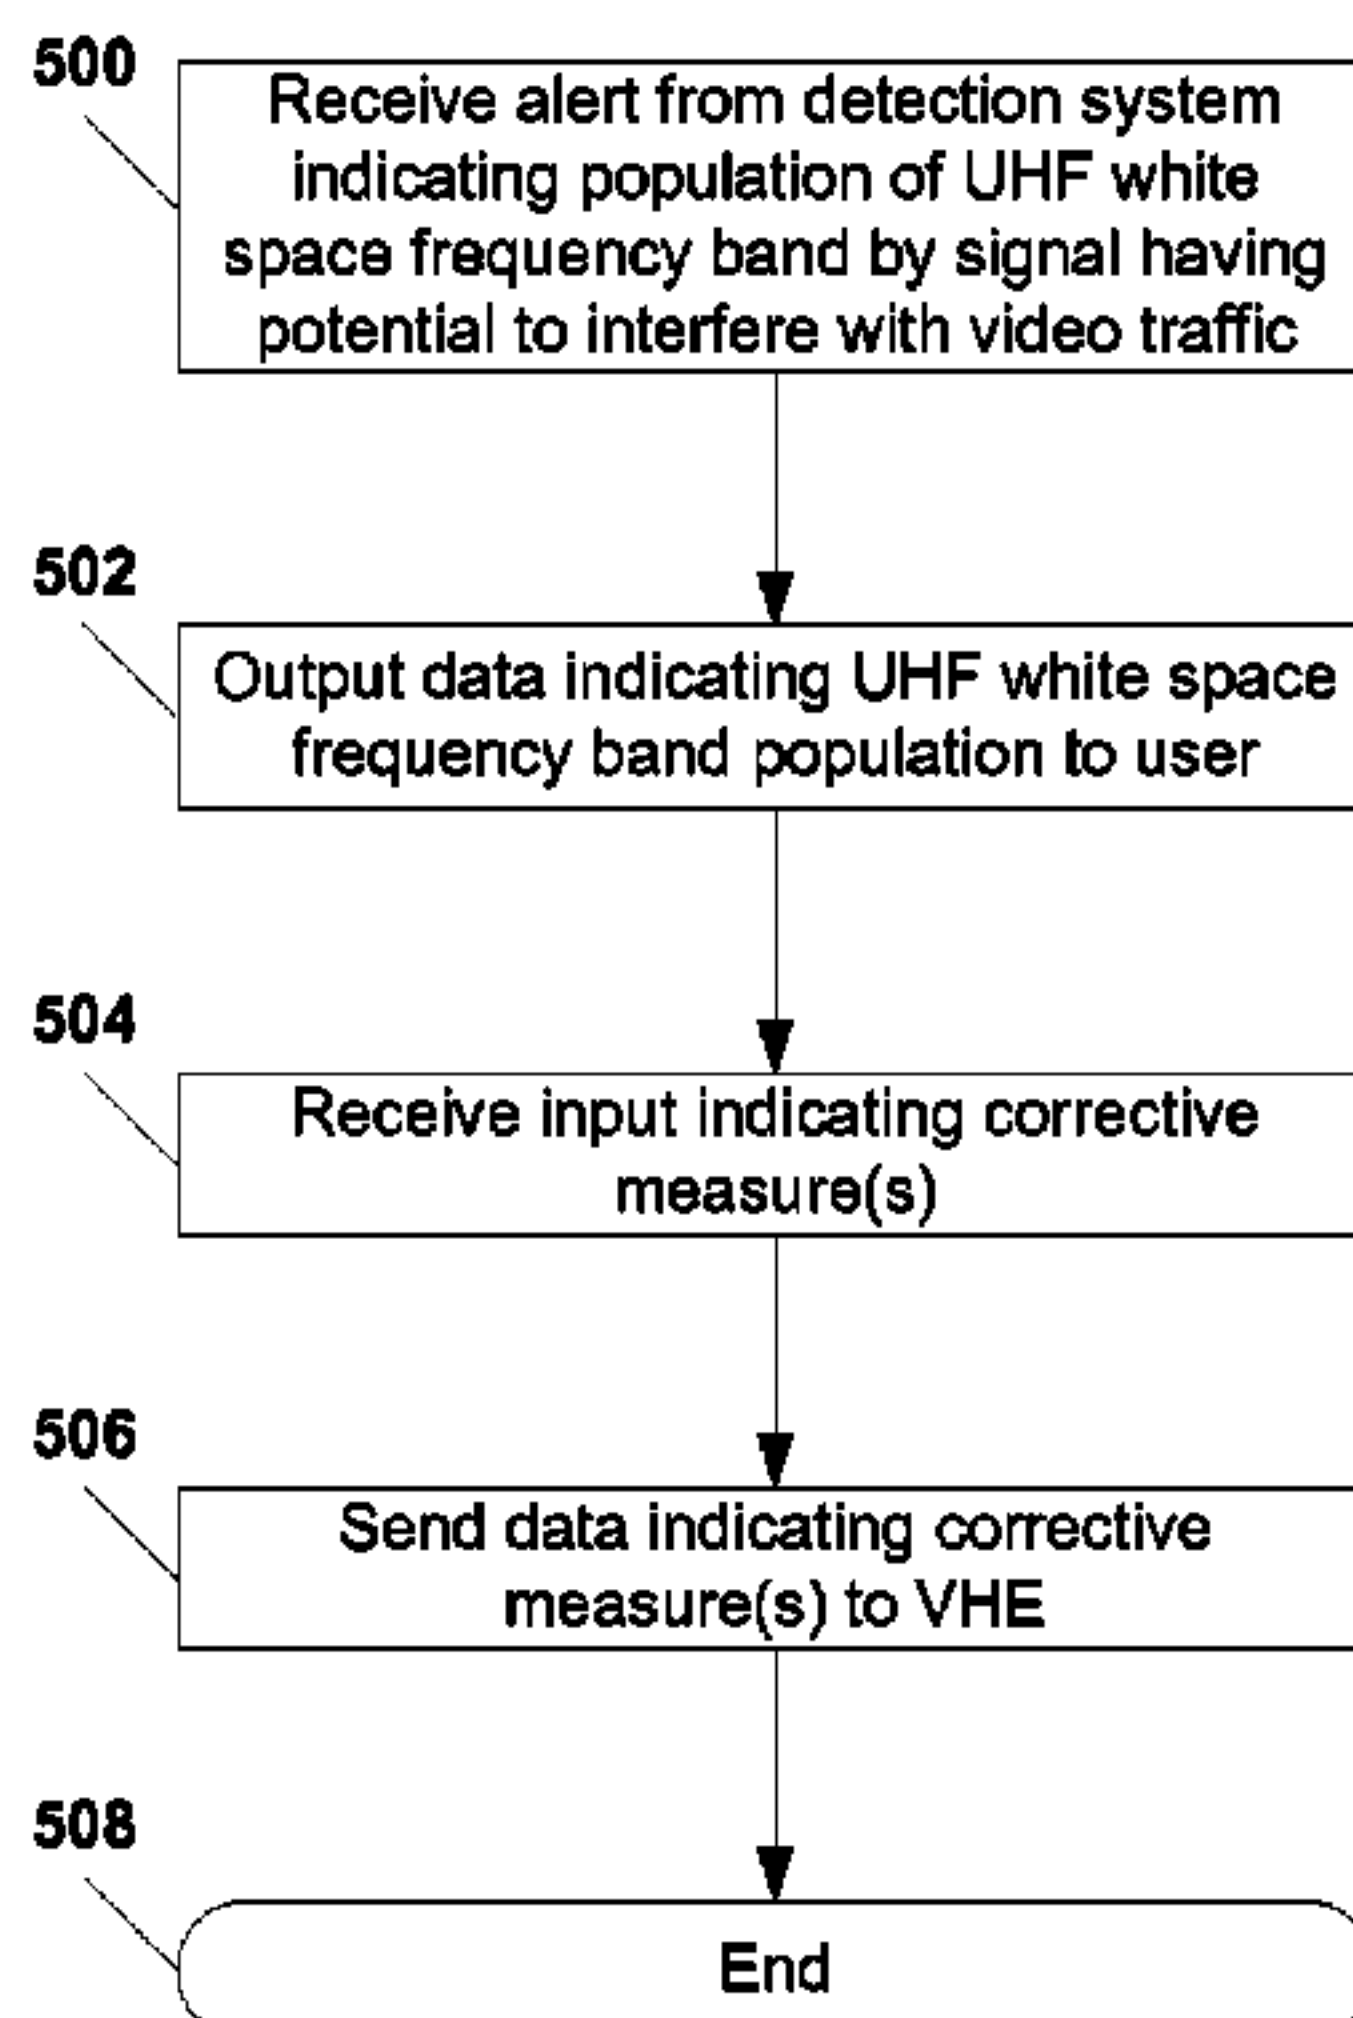 500
Receive alert from detection system
indicating population of UHF white
space frequency band by signal having
potential to interfere with video traffic
502
Output data indicating UHF white space
frequency band population to user
504
Receive input indicating corrective
measure(s)
506
Send data indicating corrective
measure(s) to VHE
508
End